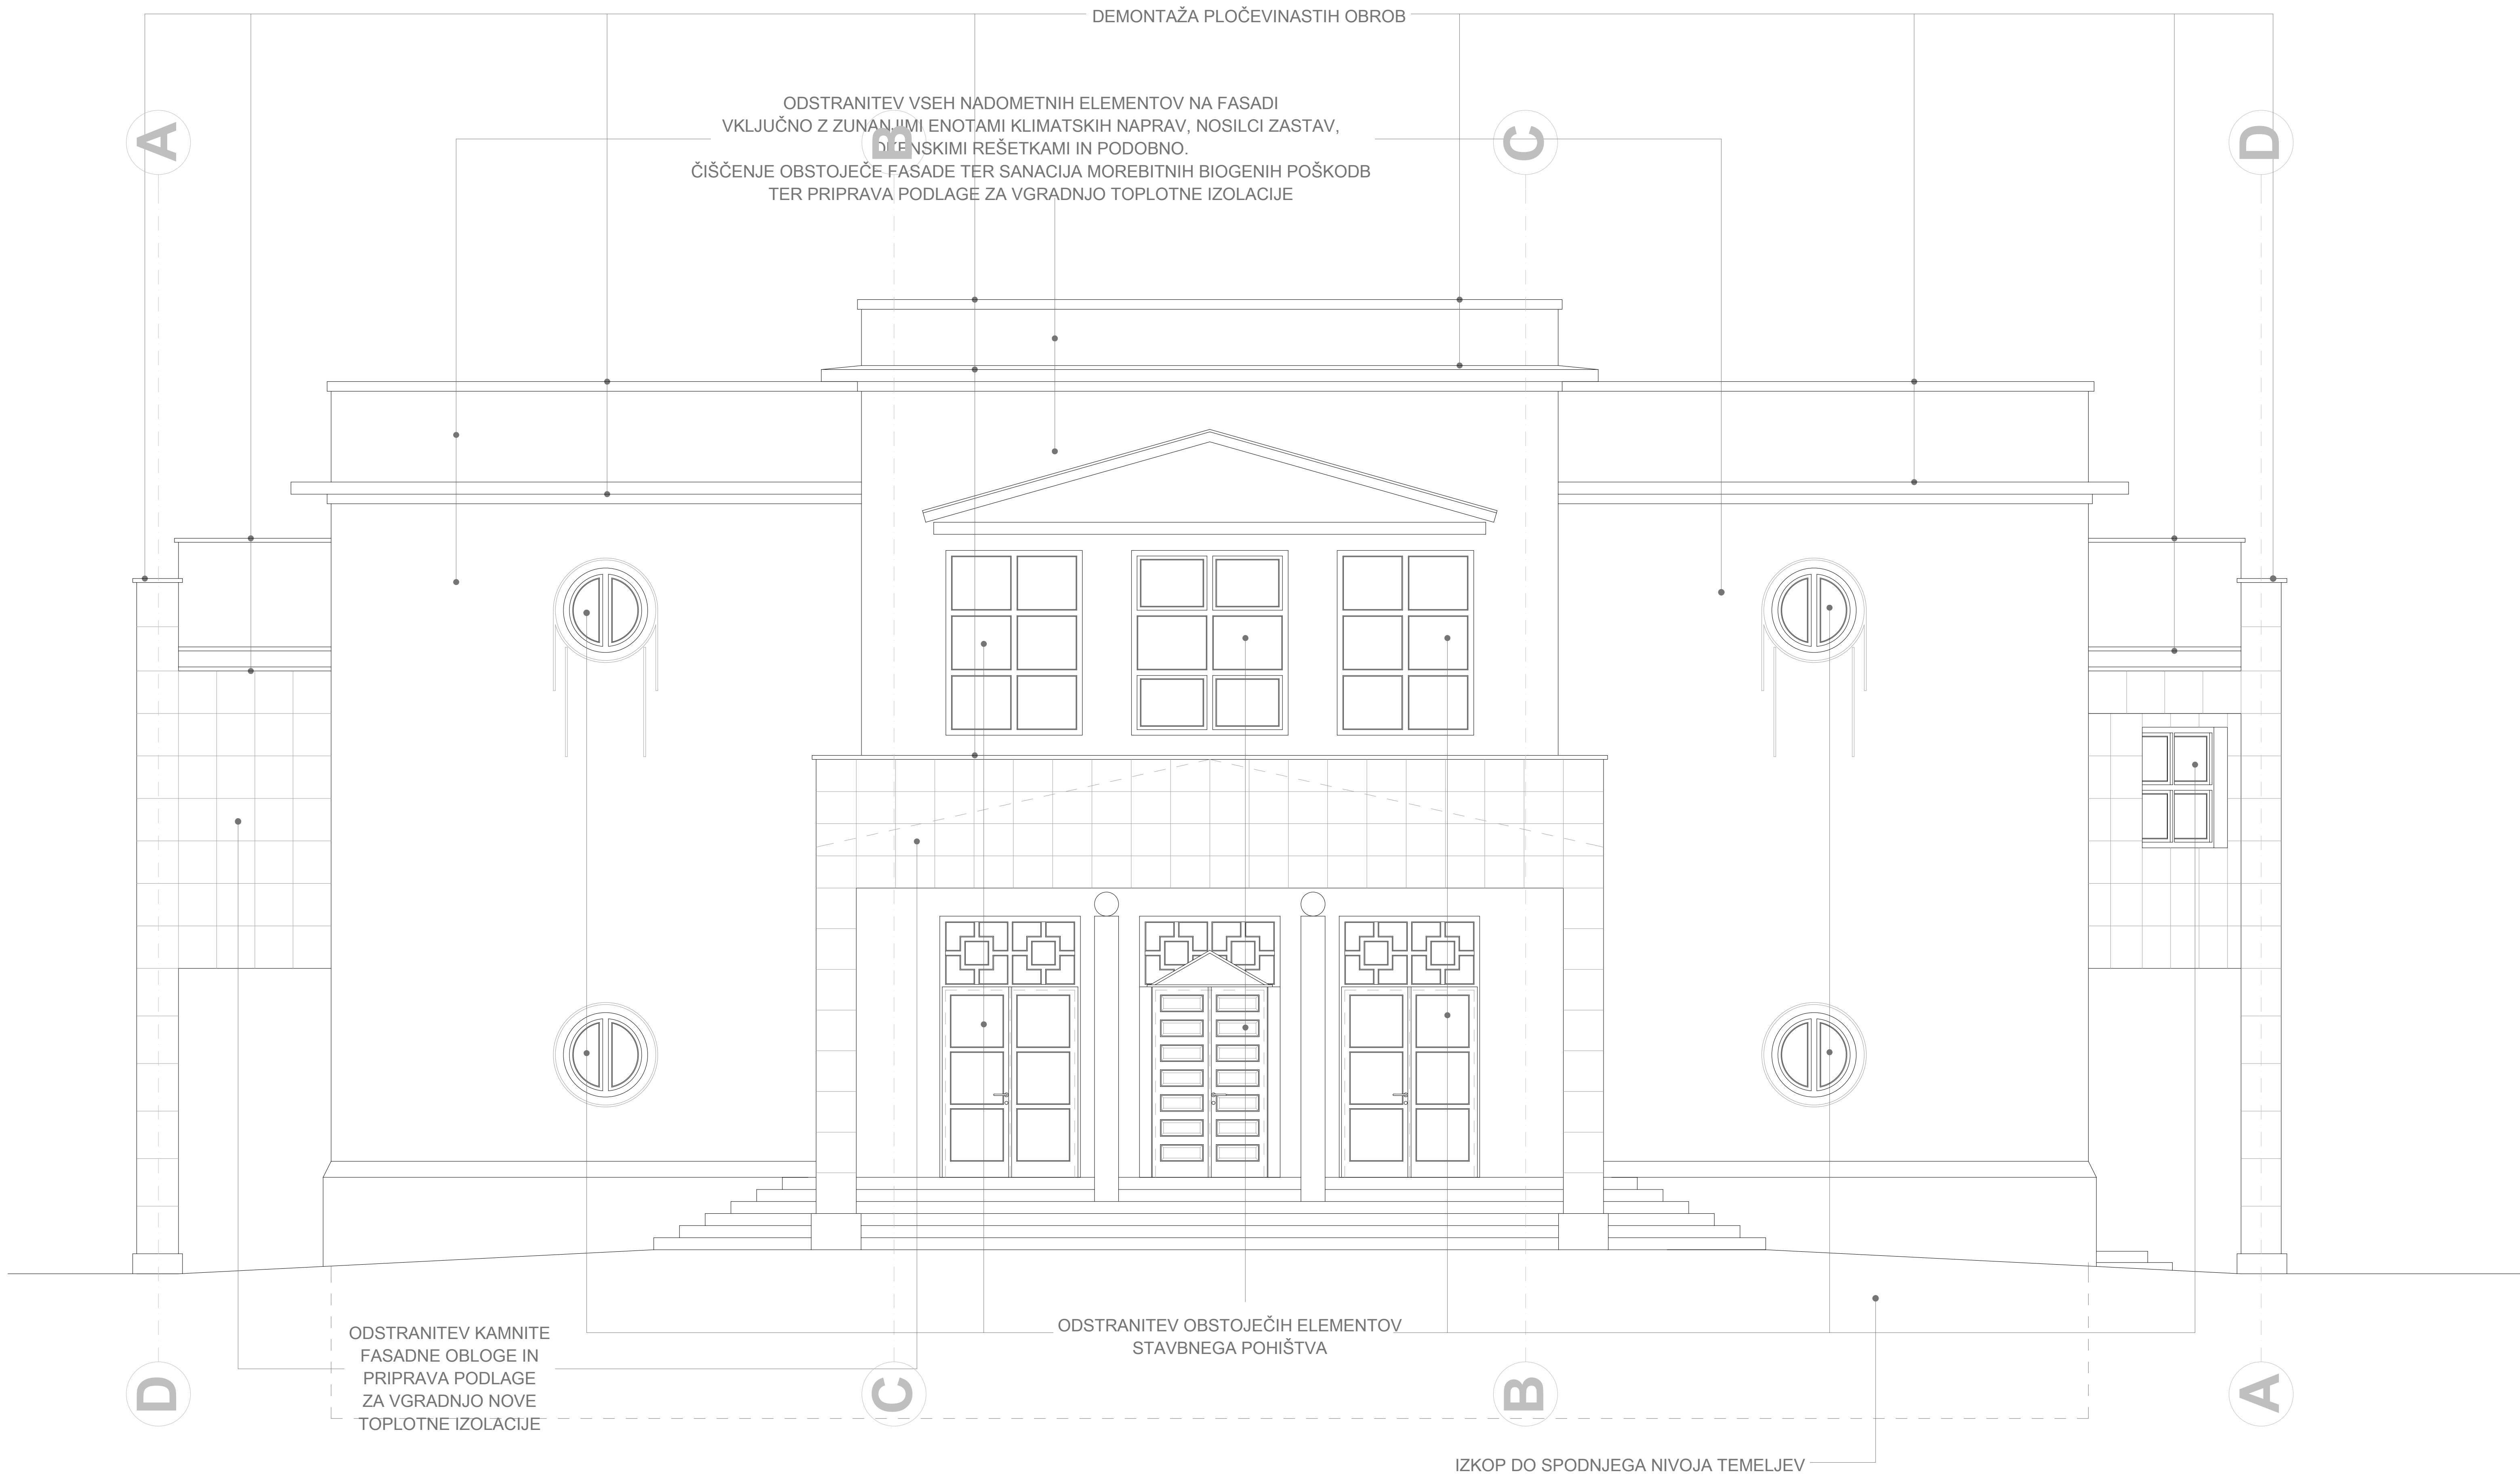 DEMONTAŽA PLOČEVINASTIH OBROB
ODSTRANITEV VSEH NADOMETNIH ELEMENTOV NA FASADI
VKLJUČNO Z ZUNANJIMI ENOTAMI KLIMATSKIH NAPRAV, NOSILCI ZASTAV,
OKENSKIMI REŠETKAMI IN PODOBNO.
ČIŠČENJE OBSTOJEČE FASADE TER SANACIJA MOREBITNIH BIOGENIH POŠKODB
TER PRIPRAVA PODLAGE ZA VGRADNJO TOPLOTNE IZOLACIJE
A
B
C
D
ODSTRANITEV KAMNITE
FASADNE OBLOGE IN
PRIPRAVA PODLAGE
ZA VGRADNJO NOVE
TOPLOTNE IZOLACIJE
ODSTRANITEV OBSTOJEČIH ELEMENTOV
STAVBNEGA POHIŠTVA
D
C
B
A
IZKOP DO SPODNJEGA NIVOJA TEMELJEV